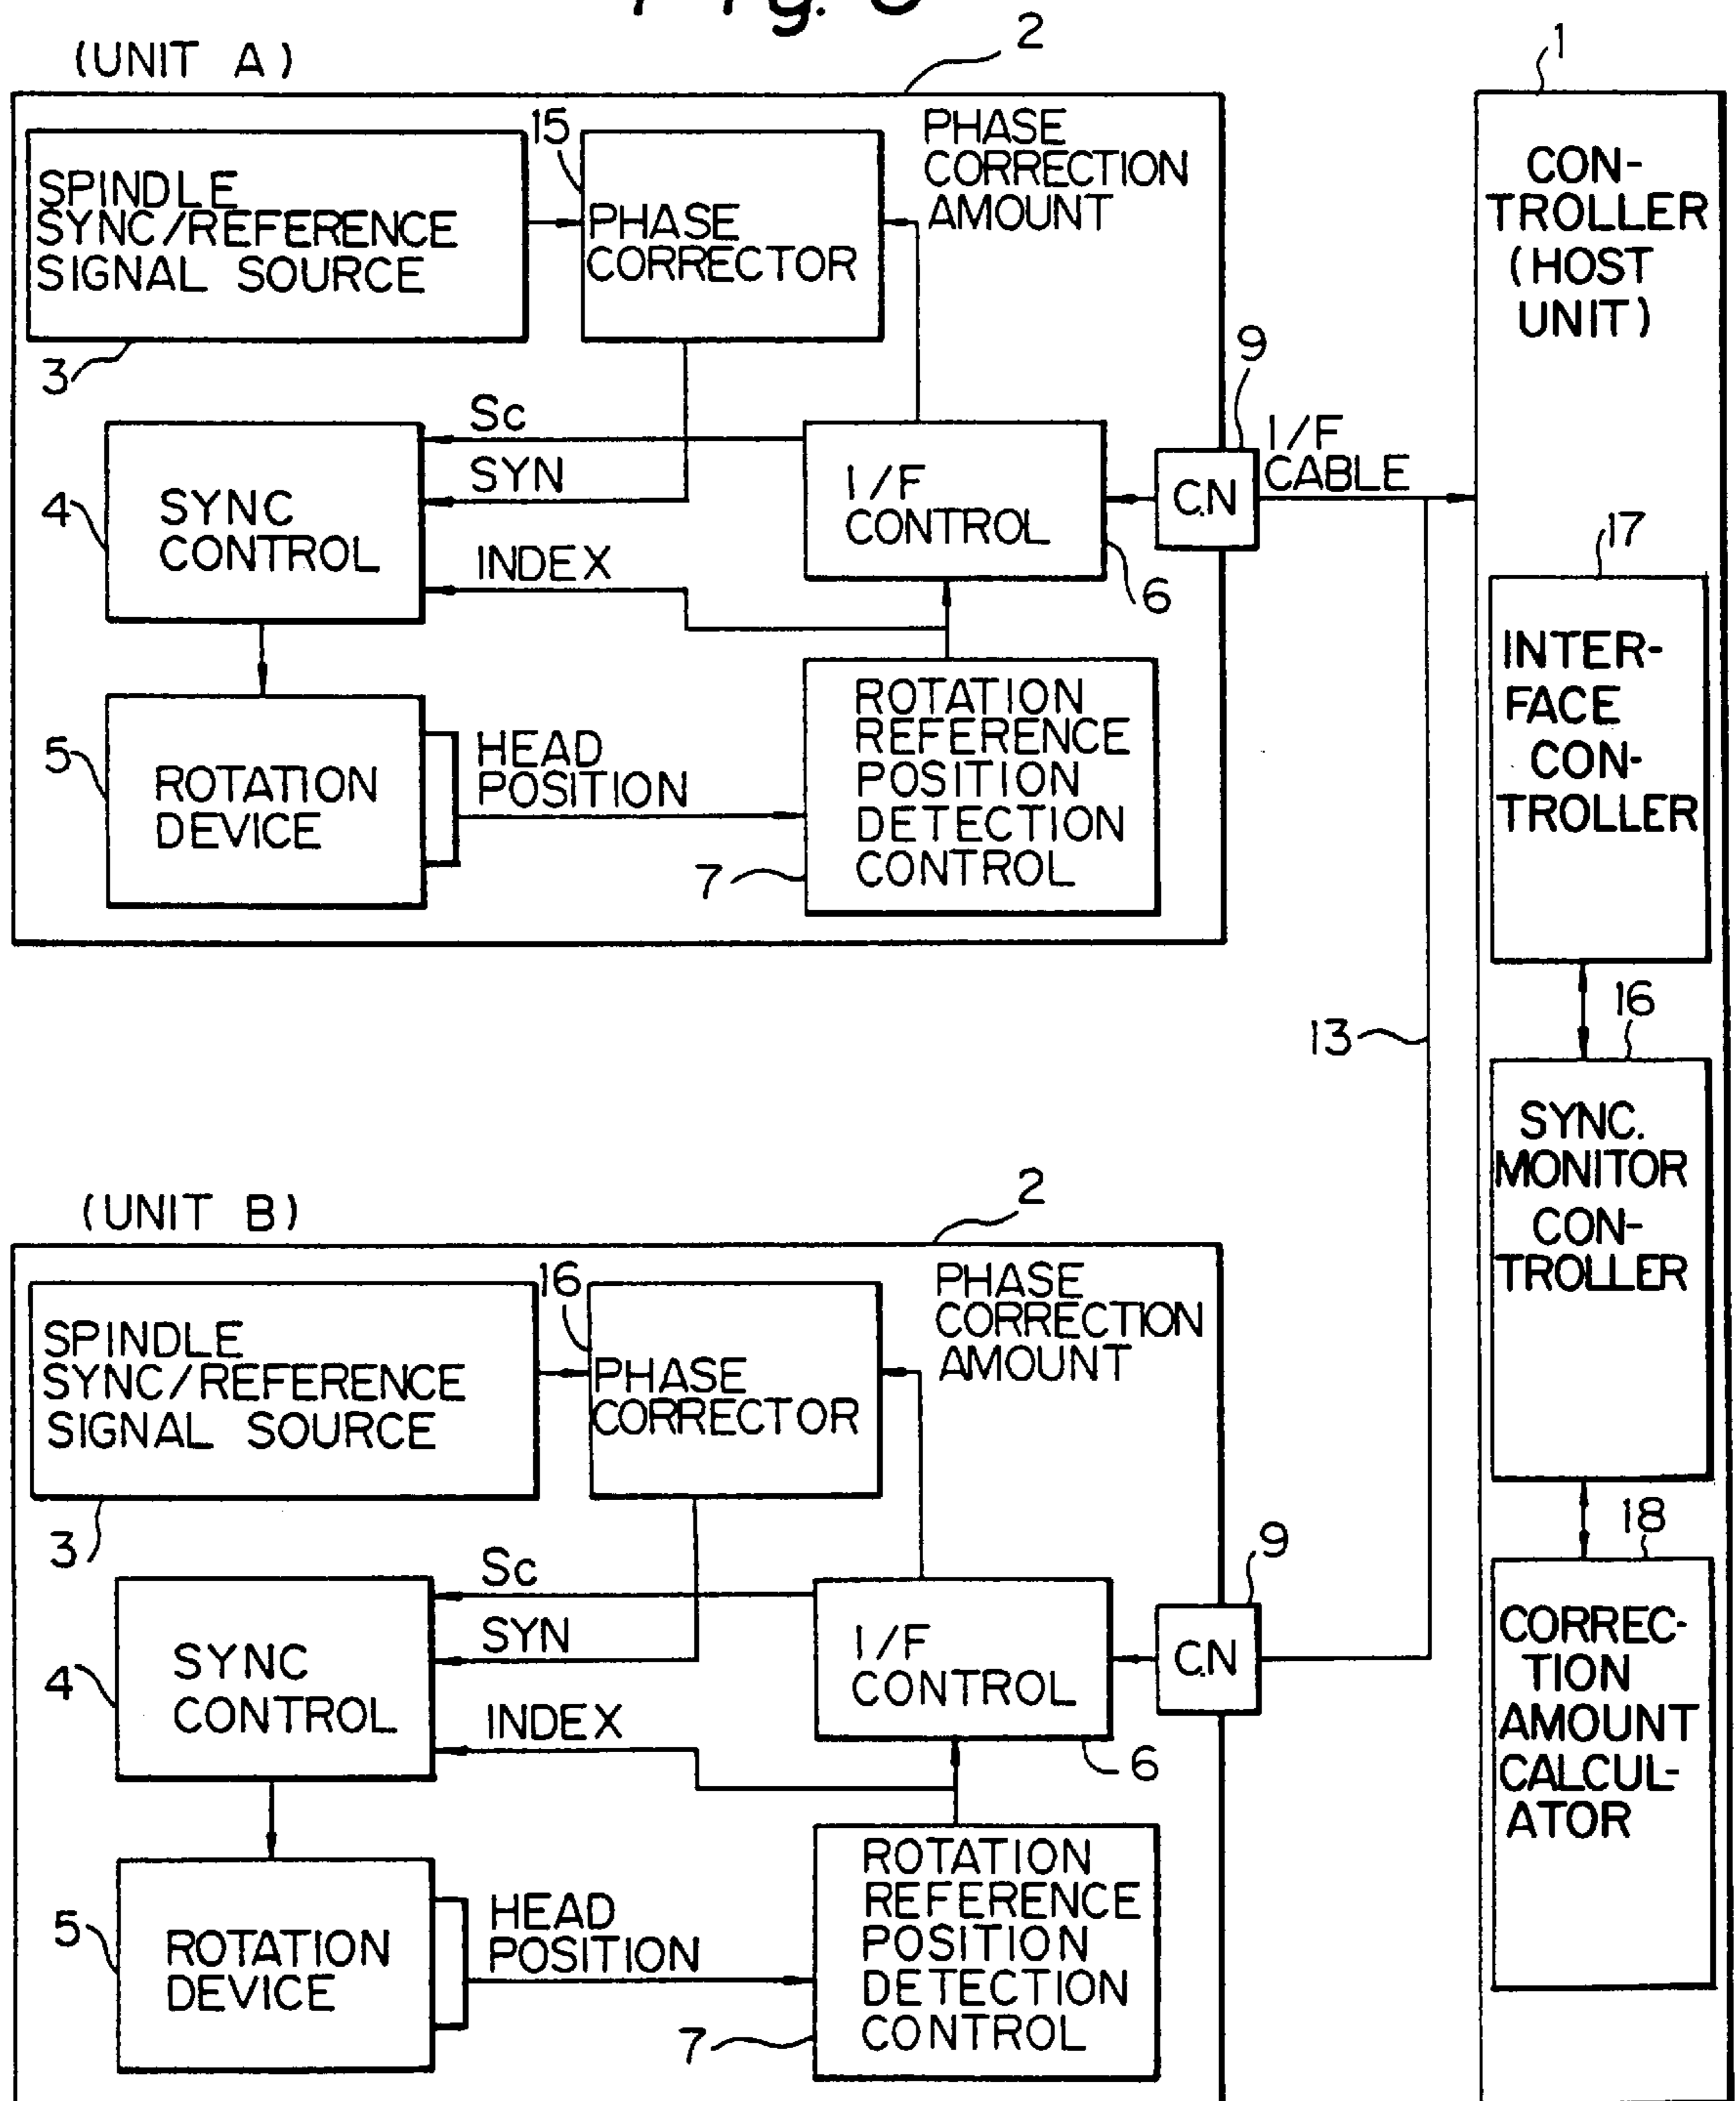 (UNIT A)
2
1
15
PHASE
CORRECTION
AMOUNT
SPINDLE
SYNC/REFERENCE
SIGNAL SOURCE
PHASE
CORRECTOR
CON-
TROLLER
(HOST
UNIT)
3
9
Sc
I/F
CABLE
SYN
4
SYNC
CONTROL
I/F
CONTROL
C.N
17
INDEX
6
INTER-
FACE
CON-
TROLLER
5
ROTATION
DEVICE
HEAD
POSITION
ROTATION
REFERENCE
POSITION
DETECTION
CONTROL
7
16
13
SYNC.
MONITOR
CON-
TROLLER
(UNIT B)
2
16
PHASE
CORRECTION
AMOUNT
SPINDLE
SYNC/REFERENCE
SIGNAL SOURCE
PHASE
CORRECTOR
18
3
9
Sc
SYN
4
SYNC
CONTROL
I/F
CONTROL
C.N
CORREC-
TION
AMOUNT
CALCUL-
ATOR
INDEX
6
5
ROTATION
DEVICE
HEAD
POSITION
ROTATION
REFERENCE
POSITION
DETECTION
CONTROL
7